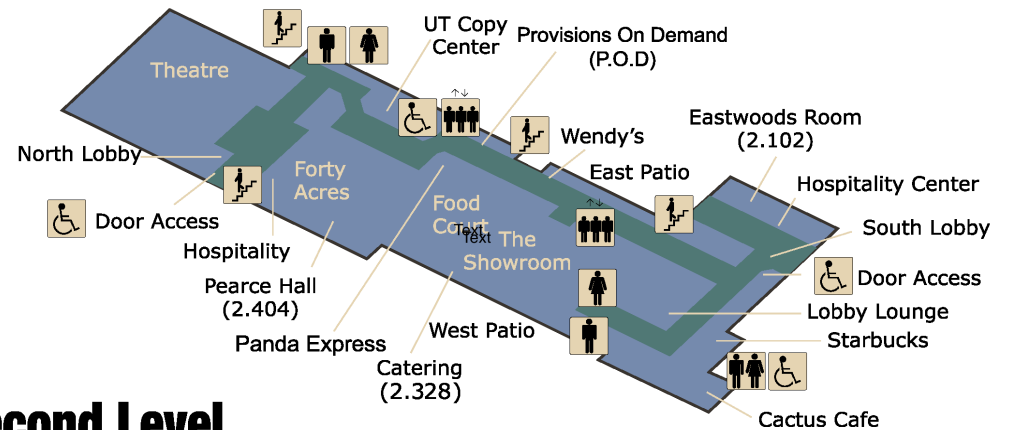 UT Copy
Center
Provisions On Demand
(P.O.D)
Theatre
Wendy's
Eastwoods Room
(2.102)
North Lobby
Forty
Acres
East Patio
Hospitality Center
Door Access
Food
Court
Text
Text
The
Showroom
South Lobby
Hospitality
Door Access
Pearce Hall
(2.404)
Lobby Lounge
Panda Express
West Patio
Starbucks
Catering
(2.328)
Cactus Cafe
econd Level